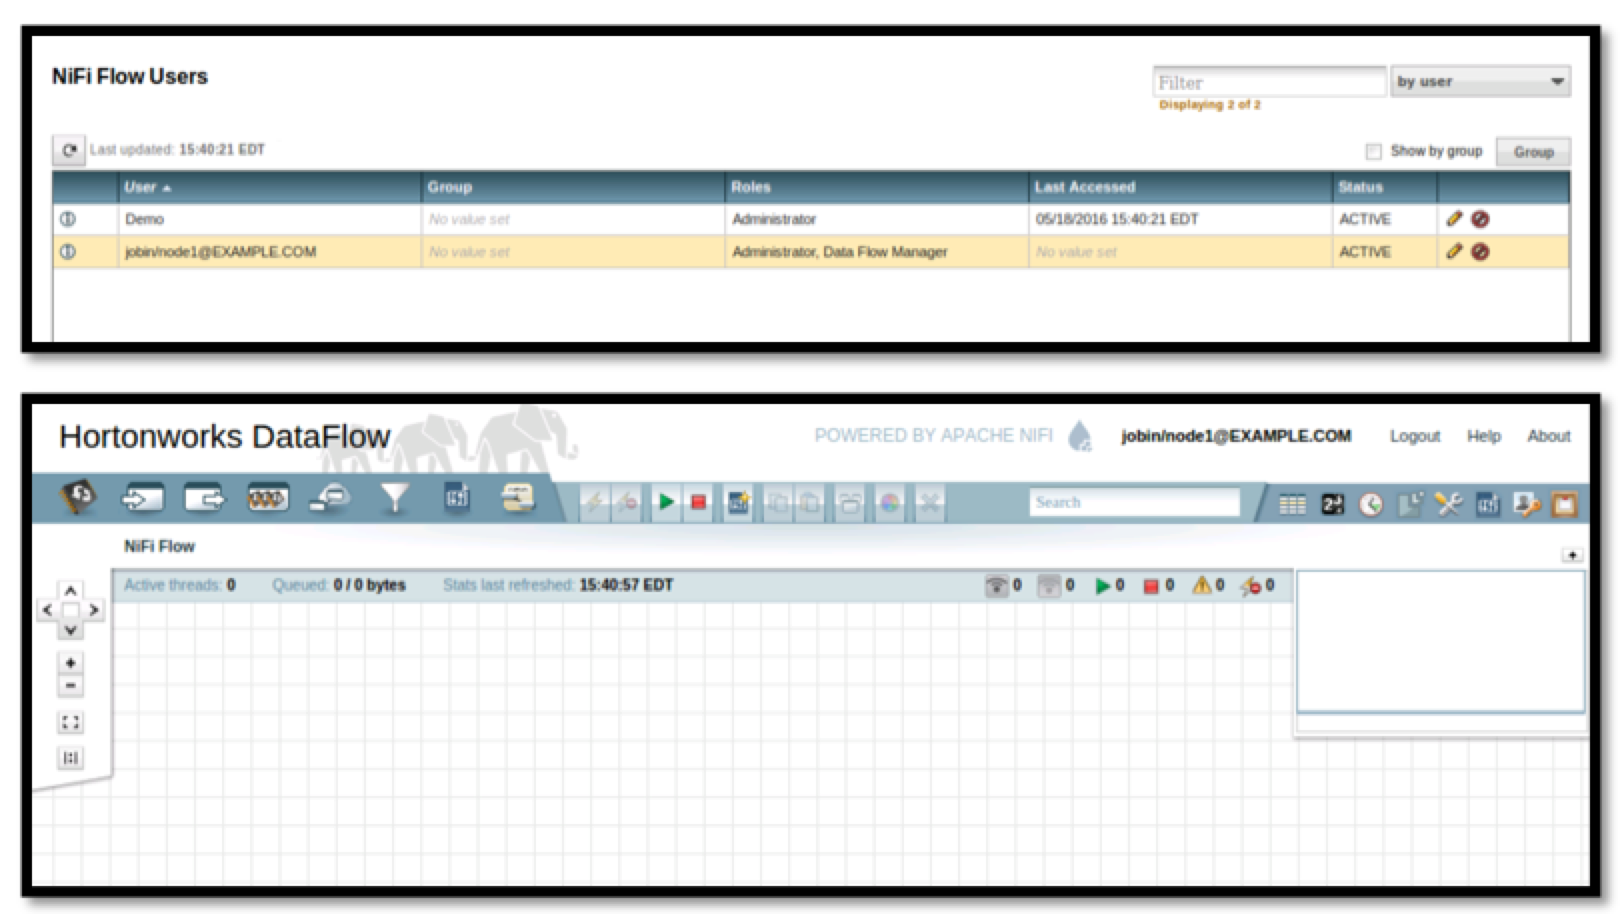 NiFi Flow Users
Filter
by user
Displaying 2 of 2
Last updated: 15:40:21 EDT
Show by group
Group
User Group Roles Last Accessed Status
Demo No value set Administrator 05/18/2016 15:40:21 EDT ACTIVE
jobin/node1@EXAMPLE.COM No value set Administrator, Data Flow Manager No value set ACTIVE
Hortonworks DataFlow
POWERED BY APACHE NIFI
jobin/node1@EXAMPLE.COM Logout Help About
Search
NiFi Flow
Active threads: 0 Queued: 0 / 0 bytes Stats last refreshed: 15:40:57 EDT 0 0 0 0 0 0